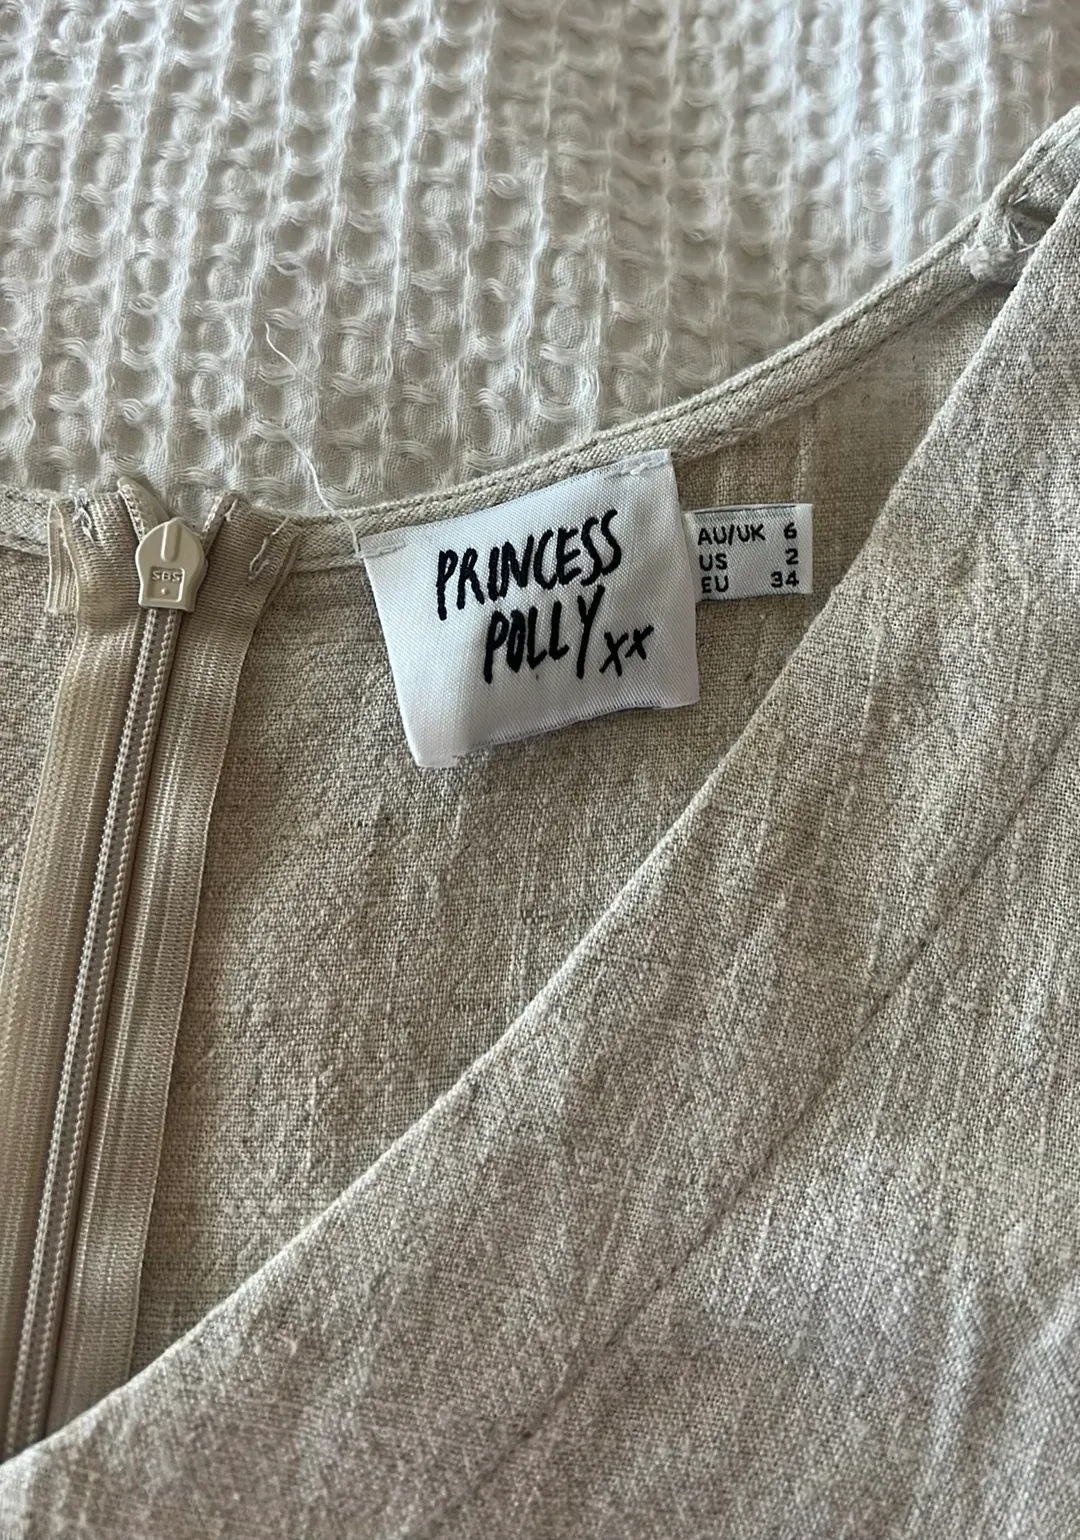 PRINCESS
POLLY xx
AU/UK 6
US 2
EU 34
SBS